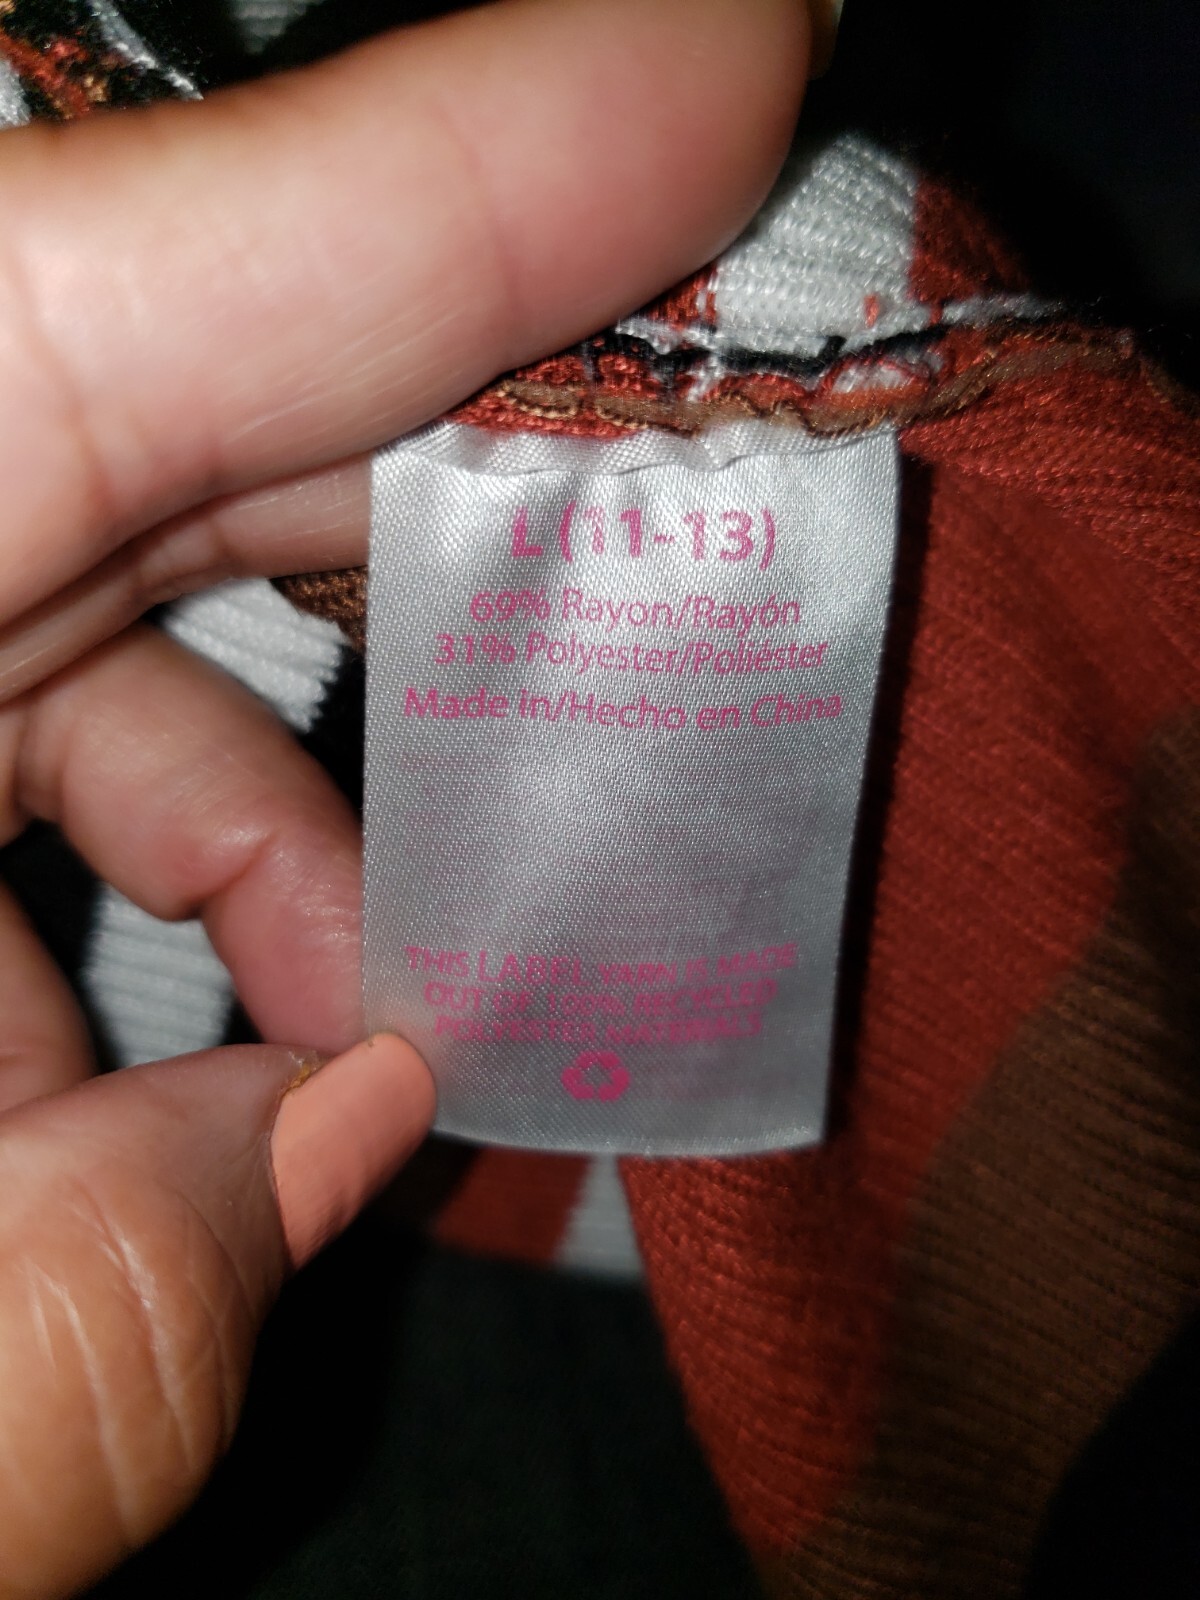 L (11-13)
69% Rayon/Rayón
31% Polyester/Poliéster
Made in/Hecho en China
THIS LABEL YARN IS MADE
OUT OF 100% RECYCLED
POLYESTER MATERIALS